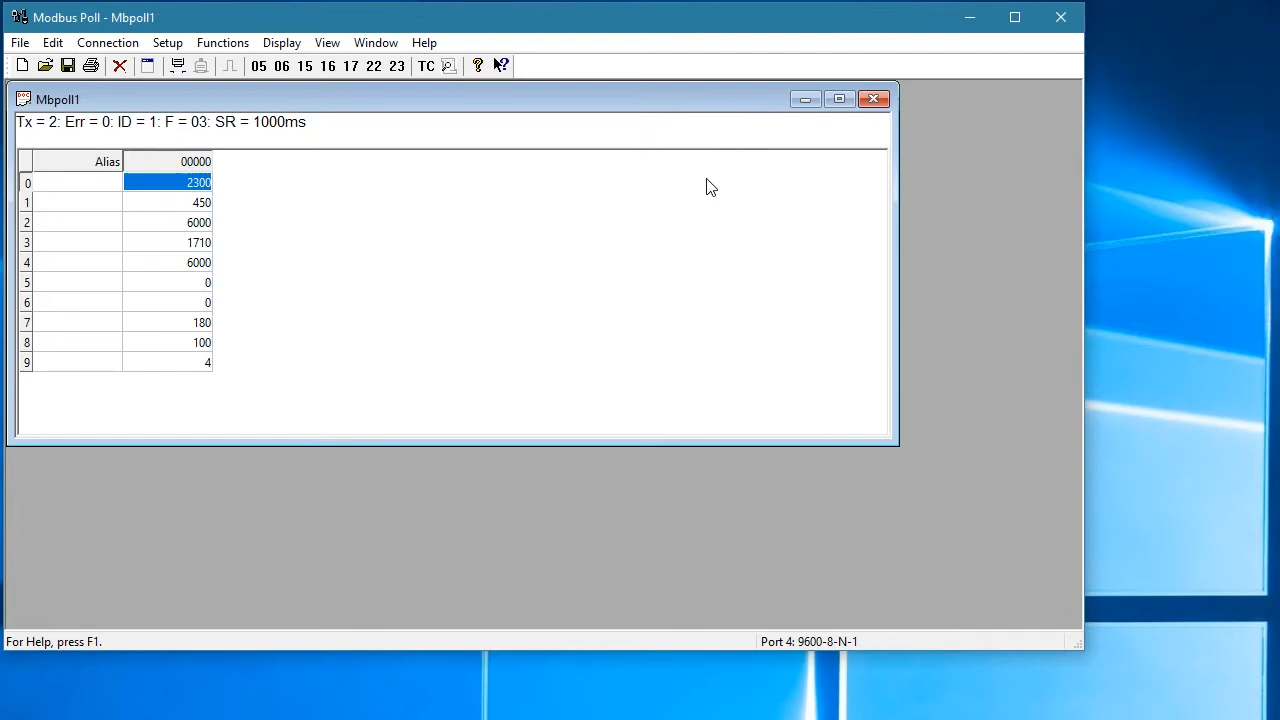 Modbus Poll - Mbpoll1
File Edit Connection Setup Functions Display View Window Help
05 06 15 16 17 22 23 TC ? ?
Mbpoll1
Tx = 2: Err = 0: ID = 1: F = 03: SR = 1000ms
Alias 00000
0 2300
1 450
2 6000
3 1710
4 6000
5 0
6 0
7 180
8 100
9 4
For Help, press F1. Port 4: 9600-8-N-1